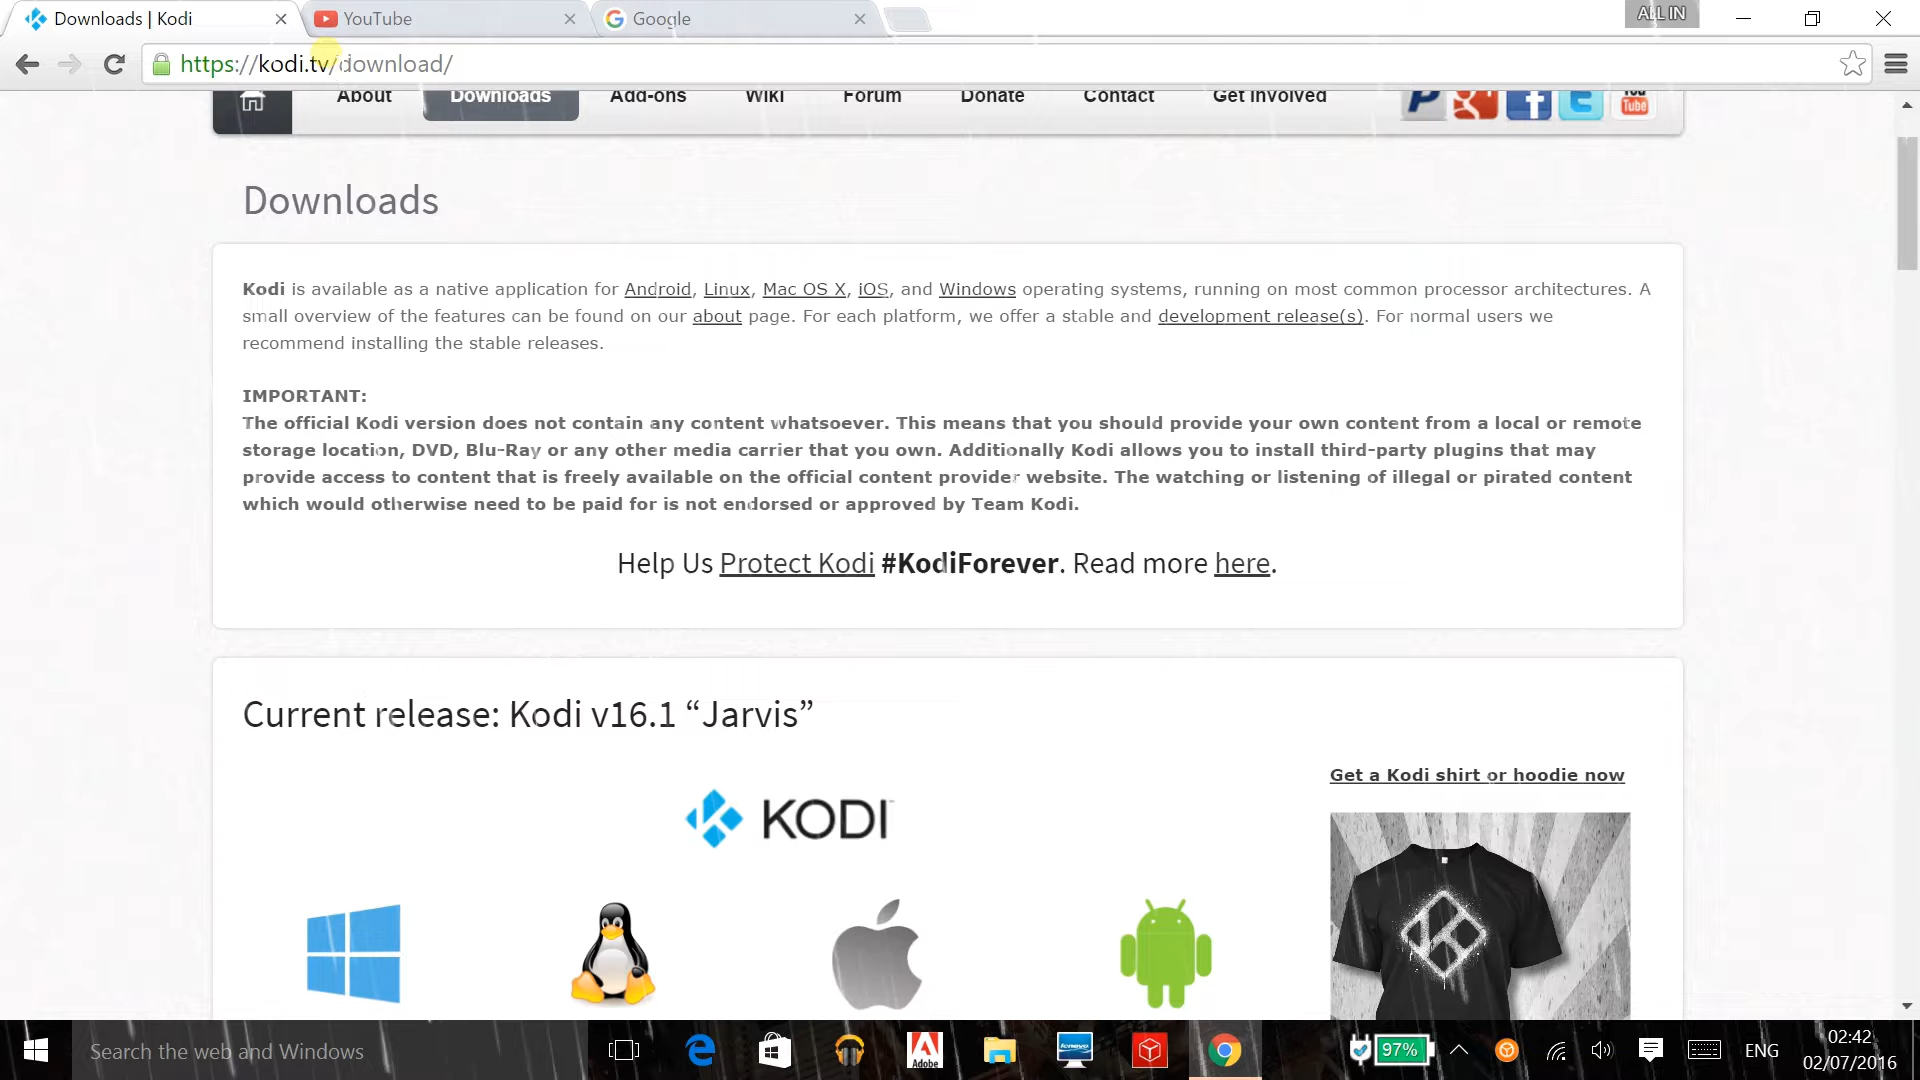 Downloads | Kodi
YouTube
Google
ALL IN
https://kodi.tv/download/
About
Downloads
Add-ons
Wiki
Forum
Donate
Contact
Get Involved
You
Tube
Downloads
Kodi is available as a native application for Android, Linux, Mac OS X, iOS, and Windows operating systems, running on most common processor architectures. A
small overview of the features can be found on our about page. For each platform, we offer a stable and development release(s). For normal users we
recommend installing the stable releases.
IMPORTANT:
The official Kodi version does not contain any content whatsoever. This means that you should provide your own content from a local or remote
storage location, DVD, Blu-Ray or any other media carrier that you own. Additionally Kodi allows you to install third-party plugins that may
provide access to content that is freely available on the official content provider website. The watching or listening of illegal or pirated content
which would otherwise need to be paid for is not endorsed or approved by Team Kodi.
Help Us Protect Kodi #KodiForever. Read more here.
Current release: Kodi v16.1 “Jarvis”
Get a Kodi shirt or hoodie now
KODI
Search the web and Windows
Adobe
lenovo
97%
ENG
02:42
02/07/2016